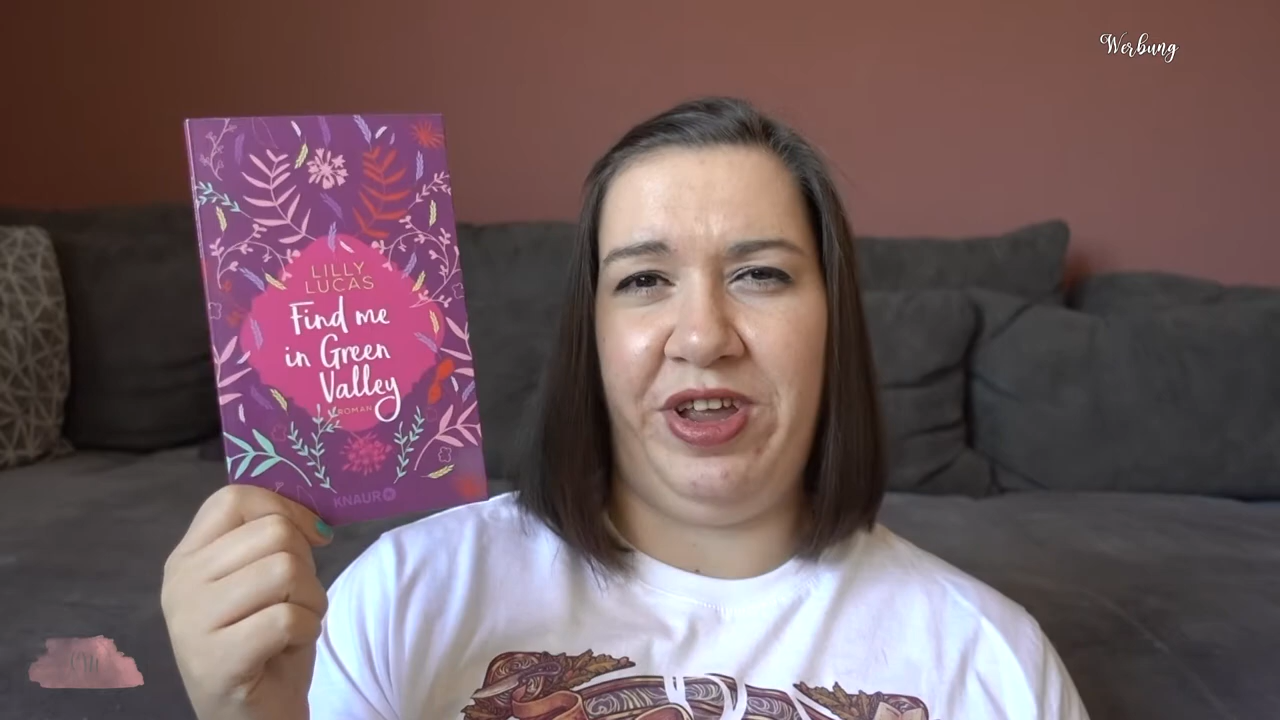 Werbung
LILLY
LUCAS
Find me
in Green
Valley
ROMAN
KNAUR